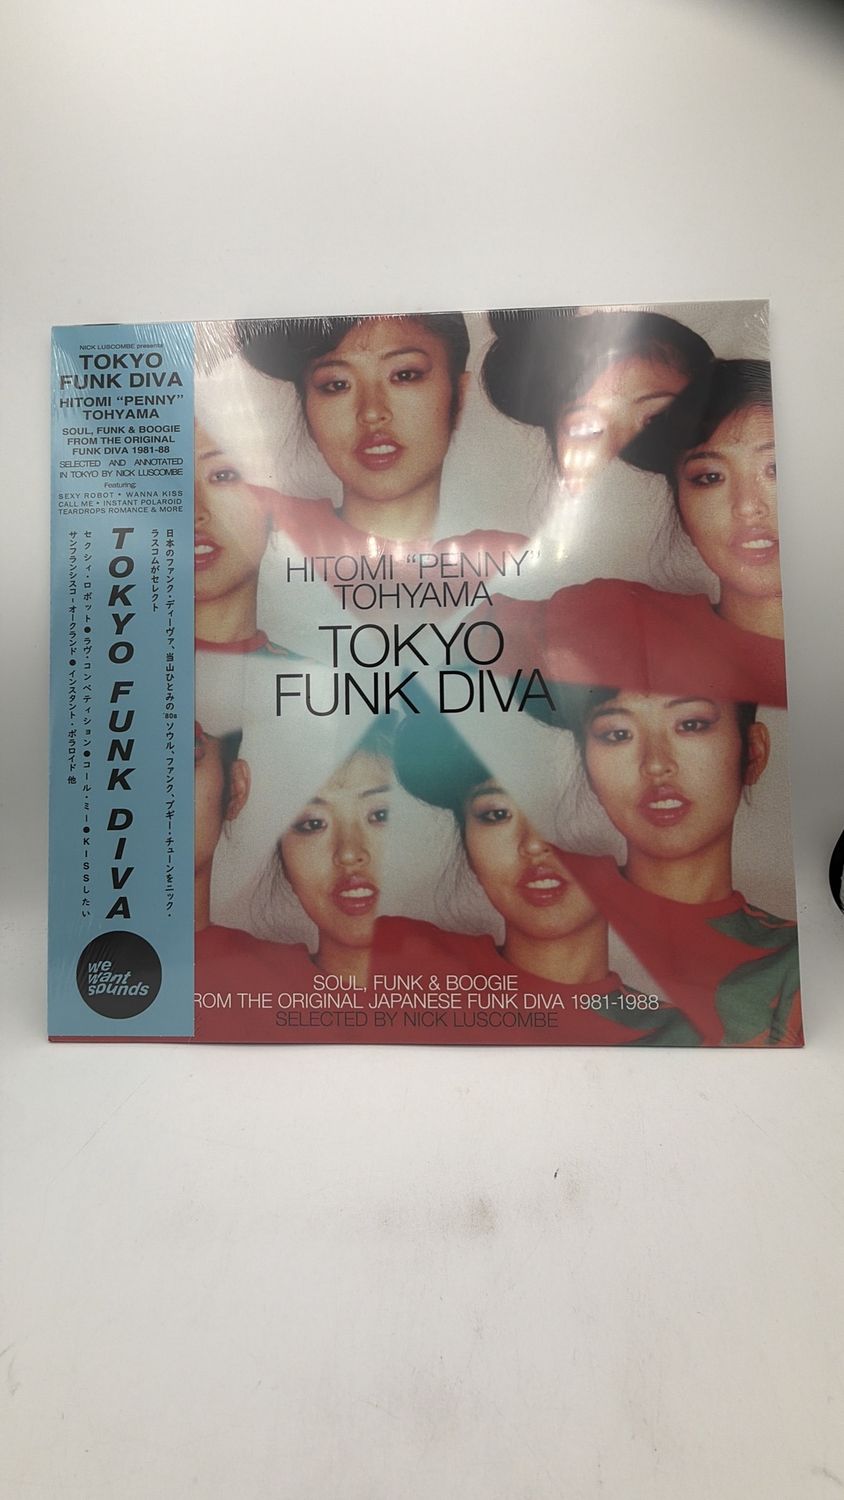 NICK LUSCOMBE presents
TOKYO
FUNK DIVA
HITOMI "PENNY"
TOHYAMA
SOUL, FUNK & BOOGIE
FROM THE ORIGINAL
FUNK DIVA 1981-88
SELECTED AND ANNOTATED
IN TOKYO BY NICK LUSCOMBE
Featuring:
SEXY ROBOT • WANNA KISS
CALL ME • INSTANT POLAROID
TEARDROPS ROMANCE & MORE
日本のファンク・ディーヴァ、当山ひとみの'80s ソウル、ファンク、ブギー・チューンをニック・
ラスコムがセレクト
TOKYO FUNK DIVA
セクシィ・ロボット●ラヴ・コンペティション●コール・ミー●KISSしたい
サンフランシスコ-オークランド●インスタント・ポラロイド 他
we
want
sounds
HITOMI "PENNY"
TOHYAMA
TOKYO
FUNK DIVA
SOUL, FUNK & BOOGIE
ROM THE ORIGINAL JAPANESE FUNK DIVA 1981-1988
SELECTED BY NICK LUSCOMBE